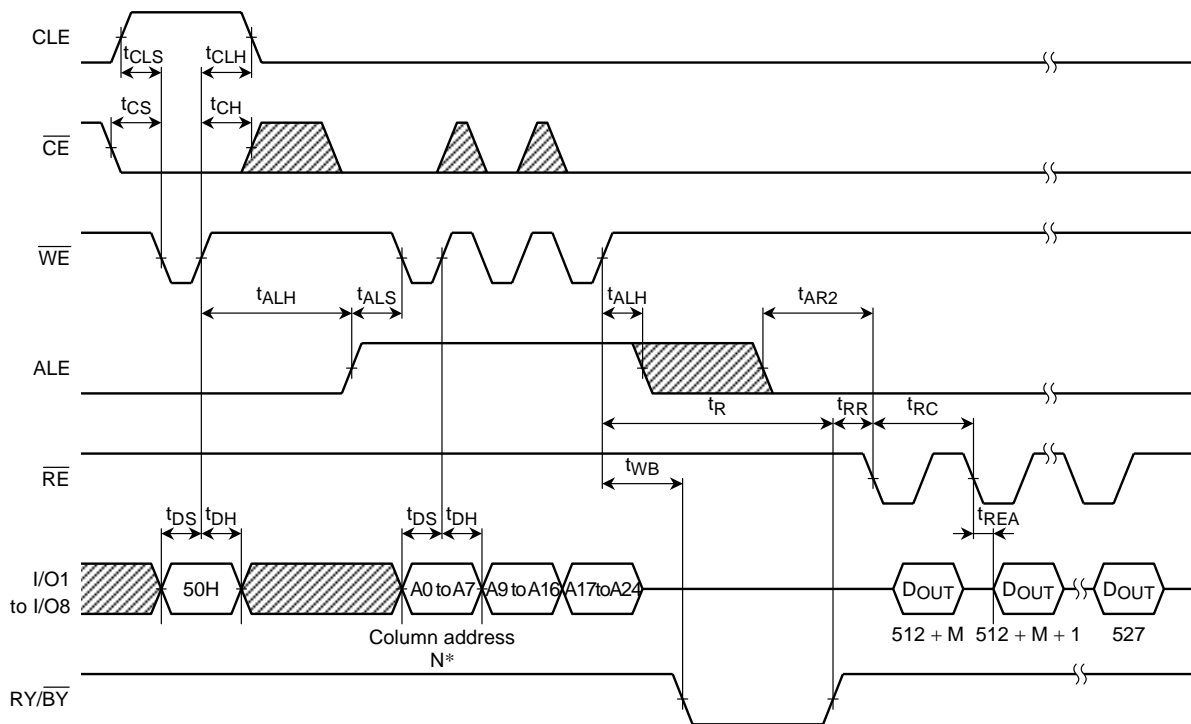 CLE
tCLS tCLH
tCS tCH
CE
WE
tALH tALS tALH tAR2
ALE
tR tRR tRC
RE
tWB
tDS tDH tDS tDH tREA
I/O1
to I/O8
50H A0 to A7 A9 to A16 A17 to A24 DOUT DOUT DOUT
512 + M 512 + M + 1 527
Column address
N*
RY/BY